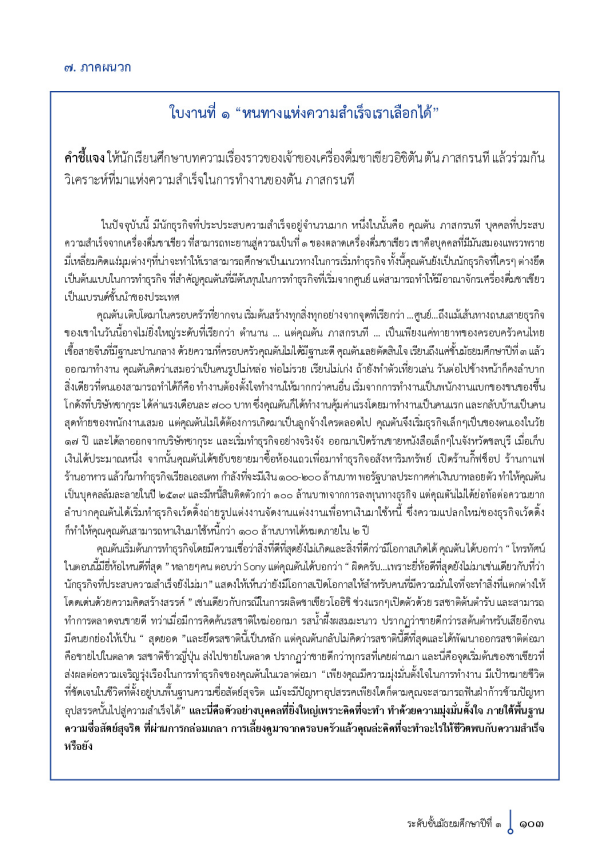 ๗. ภาคผนวก
ใบงานที่ ๑ “หนทางแห่งความสำเร็จเราเลือกได้”
คำชี้แจง ให้นักเรียนศึกษาบทความเรื่องราวของเจ้าของเครื่องดื่มชาเขียวอิชิตัน ตัน ภาสกรนที แล้วร่วมกัน
วิเคราะห์ที่มาแห่งความสำเร็จในการทำงานของตัน ภาสกรนที
ในปัจจุบันนี้ มีนักธุรกิจที่ประประสบความสำเร็จอยู่จำนวนมาก หนึ่งในนั้นคือ คุณตัน ภาสกรนที บุคคลที่ประสบ
ความสำเร็จจากเครื่องดื่มชาเขียว ที่สามารถทะยานสู่ความเป็นที่ ๑ ของตลาดเครื่องดื่มชาเขียว เขาคือบุคคลที่มีมันสมองแพรวพราย
มีเหลี่ยมคิดแง่มุมต่างๆที่น่าจะทำให้เราสามารถศึกษาเป็นแนวทางในการเริ่มทำธุรกิจ ทั้งนี้คุณตันยังเป็นนักธุรกิจที่ใครๆ ต่างยึด
เป็นต้นแบบในการทำธุรกิจ ที่สำคัญคุณตันที่มีต้นทุนในการทำธุรกิจที่เริ่มจากศูนย์ แต่สามารถทำให้มีอาณาจักรเครื่องดื่มชาเขียว
เป็นแบรนด์ชั้นนำของประเทศ
คุณตัน เติบโตมาในครอบครัวที่ยากจน เริ่มต้นสร้างทุกสิ่งทุกอย่างจากจุดที่เรียกว่า ...ศูนย์...ถึงแม้เส้นทางถนนสายธุรกิจ
ของเขาในวันนี้อาจไม่ยิ่งใหญ่ระดับที่เรียกว่า ตำนาน ... แต่คุณตัน ภาสกรนที ... เป็นเพียงแค่ทายาทของครอบครัวคนไทย
เชื้อสายจีนที่มีฐานะปานกลาง ด้วยความที่ครอบครัวคุณตันไม่ได้มีฐานะดี คุณตันเลยตัดสินใจ เรียนถึงแค่ชั้นมัธยมศึกษาปีที่ ๓ แล้ว
ออกมาทำงาน คุณตันคิดว่าเสมอว่าเป็นคนรูปไม่หล่อ พ่อไม่รวย เรียนไม่เก่ง ถ้ายังทำตัวเที่ยวเล่น วันต่อไปข้างหน้าก็คงลำบาก
สิ่งเดียวที่ตนเองสามารถทำได้ก็คือ ทำงานต้องตั้งใจทำงานให้มากกว่าคนอื่น เริ่มจากการทำงานเป็นพนักงานแบกของขนของขึ้น
โกดังที่บริษัทซากุระ ได้ค่าแรงเดือนละ ๗๐๐ บาท ซึ่งคุณตันก็ได้ทำงานคุ้มค่าแรงโดยมาทำงานเป็นคนแรก และกลับบ้านเป็นคน
สุดท้ายของพนักงานเสมอ แต่คุณตันไม่ได้ต้องการเกิดมาเป็นลูกจ้างใครตลอดไป คุณตันจึงเริ่มธุรกิจเล็กๆเป็นของตนเองในวัย
๑๗ ปี และได้ลาออกจากบริษัทซากุระ และเริ่มทำธุรกิจอย่างจริงจัง ออกมาเปิดร้านขายหนังสือเล็กๆในจังหวัดชลบุรี เมื่อเก็บ
เงินได้ประมาณหนึ่ง จากนั้นคุณตันได้ขยับขยายมาซื้อห้องแถวเพื่อมาทำธุรกิจอสังหาริมทรัพย์ เปิดร้านกิ๊ฟช็อป ร้านกาแฟ
ร้านอาหาร แล้วก็มาทำธุรกิจเรียลเอสเตท กำลังที่จะมีเงิน ๑๐๐-๒๐๐ ล้านบาท พอรัฐบาลประกาศค่าเงินบาทลอยตัว ทำให้คุณตัน
เป็นบุคคลล้มละลายในปี ๒๕๓๙ และมีหนี้สินติดตัวกว่า ๑๐๐ ล้านบาทจากการลงทุนทางธุรกิจ แต่คุณตันไม่ได้ย่อท้อต่อความยาก
ลำบากคุณตันได้เริ่มทำธุรกิจเว้ดดิ้งถ่ายรูปแต่งงานจัดงานแต่งงานเพื่อหาเงินมาใช้หนี้ ซึ่งความแปลกใหม่ของธุรกิจเว้ดดิ้ง
ก็ทำให้คุณคุณตันสามารถหาเงินมาใช้หนี้กว่า ๑๐๐ ล้านบาทได้หมดภายใน ๒ ปี
คุณตันเริ่มต้นการทำธุรกิจโดยมีความเชื่อว่าสิ่งที่ดีที่สุดยังไม่เกิดและสิ่งที่ดีกว่ามีโอกาสเกิดได้ คุณตัน ได้บอกว่า “ โทรทัศน์
ในตอนนี้มียี่ห้อไหนดีที่สุด ” หลายๆคน ตอบว่า Sony แต่คุณตันได้บอกว่า “ ผิดครับ...เพราะยี่ห้อดีที่สุดยังไม่มาเช่นเดียวกับที่ว่า
นักธุรกิจที่ประสบความสำเร็จยังไม่มา” แสดงให้เห็นว่ายังมีโอกาสเปิดโอกาสให้สำหรับคนที่มีความมั่นใจที่จะทำสิ่งที่แตกต่างให้
โดดเด่นด้วยความคิดสร้างสรรค์ ” เช่นเดียวกับกรณีในการผลิตชาเขียวโออิชิ ช่วงแรกๆเปิดตัวด้วย รสชาติต้นตำรับ และสามารถ
ทำการตลาดจนขายดี ทว่าเมื่อมีการคิดค้นรสชาติใหม่ออกมา รสน้ำผึ้งผสมมะนาว ปรากฏว่าขายดีกว่ารสต้นตำหรับเสียอีกจน
มีคนยกย่องให้เป็น “ สุดยอด ”และยึดรสชาตินี้เป็นหลัก แต่คุณตันกลับไม่คิดว่ารสชาตินี้ดีที่สุดและได้พัฒนาออกรสชาติต่อมา
คือขายไปในตลาด รสชาติข้าวญี่ปุ่น ส่งไปขายในตลาด ปรากฏว่าขายดีกว่าทุกรสที่เคยผ่านมา และนี่คือจุดเริ่มต้นของชาเขียวที่
ส่งผลต่อความเจริญรุ่งเรืองในการทำธุรกิจของคุณตันในเวลาต่อมา “เพียงคุณมีความมุ่งมั่นตั้งใจในการทำงาน มีเป้าหมายชีวิต
ที่ชัดเจนในชีวิตที่ตั้งอยู่บนพื้นฐานความซื่อสัตย์สุจริต แม้จะมีปัญหาอุปสรรคเพียงใดก็ตามคุณจะสามารถฝันฝ่าก้าวข้ามปัญหา
อุปสรรคนั้นไปสู่ความสำเร็จได้” และนี่คือตัวอย่างบุคคลที่ยิ่งใหญ่เพราะคิดที่จะทำ ทำด้วยความมุ่งมั่นตั้งใจ ภายใต้พื้นฐาน
ความซื่อสัตย์สุจริต ที่ผ่านการกล่อมเกลา การเลี้ยงดูมาจากครอบครัวแล้วคุณล่ะคิดที่จะทำอะไรให้ชีวิตพบกับความสำเร็จ
หรือยัง
ระดับชั้นมัธยมศึกษาปีที่ ๑
๑๐๓